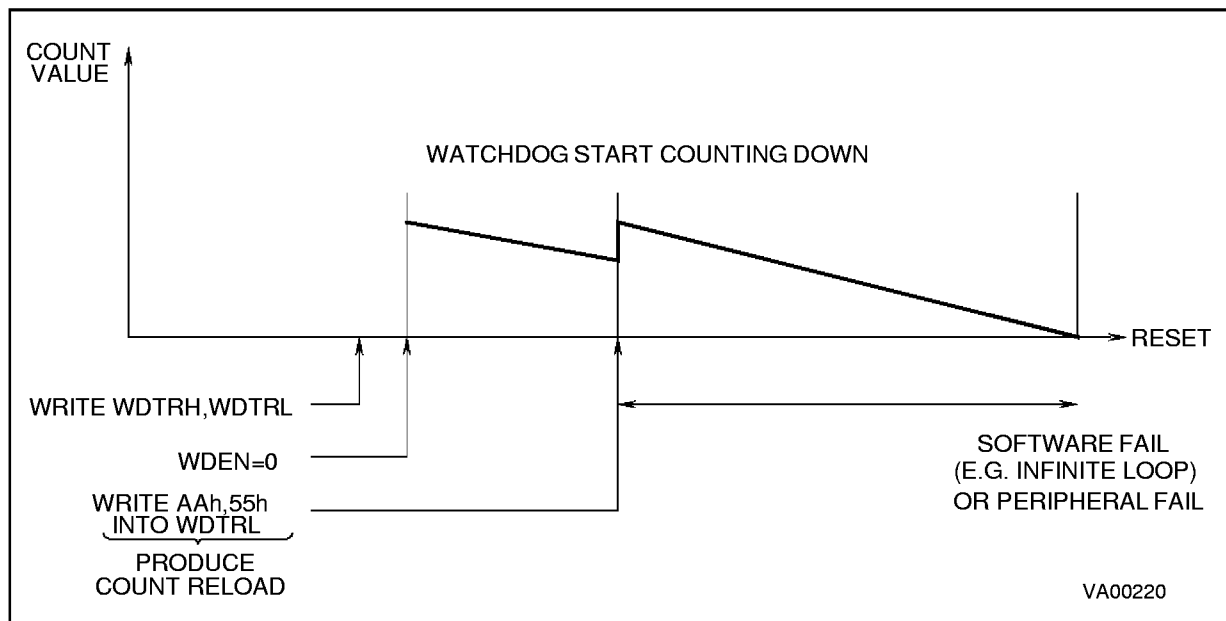 COUNT
VALUE
WATCHDOG START COUNTING DOWN
RESET
WRITE WDTRH,WDTRL
WDEN=0
WRITE AAh,55h
INTO WDTRL
PRODUCE
COUNT RELOAD
SOFTWARE FAIL
(E.G. INFINITE LOOP)
OR PERIPHERAL FAIL
VA00220